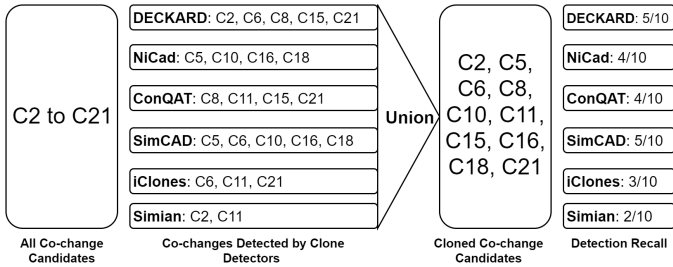 C2 to C21
All Co-change
Candidates
DECKARD: C2, C6, C8, C15, C21
NiCad: C5, C10, C16, C18
ConQAT: C8, C11, C15, C21
SimCAD: C5, C6, C10, C16, C18
iClones: C6, C11, C21
Simian: C2, C11
Co-changes Detected by Clone
Detectors
Union
C2, C5,
C6, C8,
C10, C11,
C15, C16,
C18, C21
Cloned Co-change
Candidates
DECKARD: 5/10
NiCad: 4/10
ConQAT: 4/10
SimCAD: 5/10
iClones: 3/10
Simian: 2/10
Detection Recall